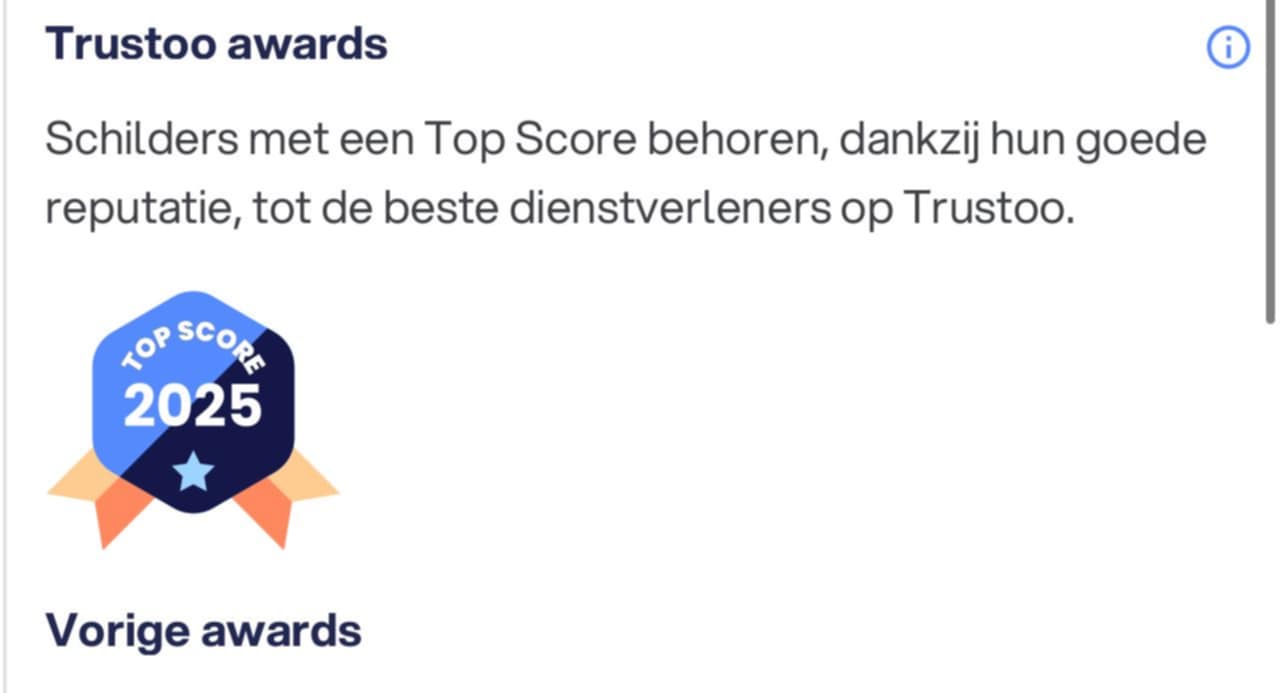 Trustoo awards
Schilders met een Top Score behoren, dankzij hun goede
reputatie, tot de beste dienstverleners op Trustoo.
TOP SCORE
2025
Vorige awards